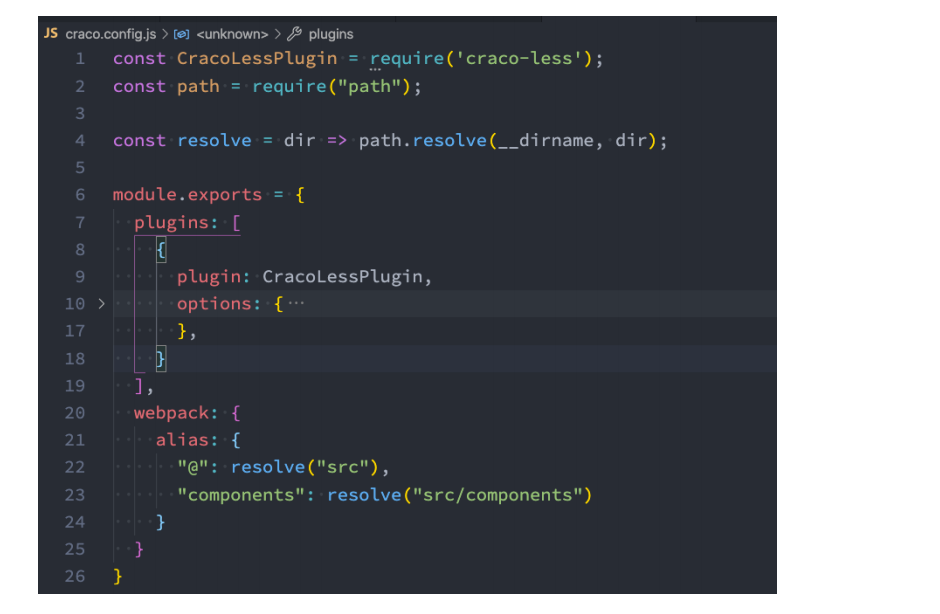 JS craco.config.js > <unknown> > plugins
1 const CracoLessPlugin = require('craco-less');
2 const path = require("path");
3
4 const resolve = dir => path.resolve(__dirname, dir);
5
6 module.exports = {
7 plugins: [
8 {
9 plugin: CracoLessPlugin,
10 > options: {···
17 },
18 }
19 ],
20 webpack: {
21 alias: {
22 "@": resolve("src"),
23 "components": resolve("src/components")
24 }
25 }
26 }